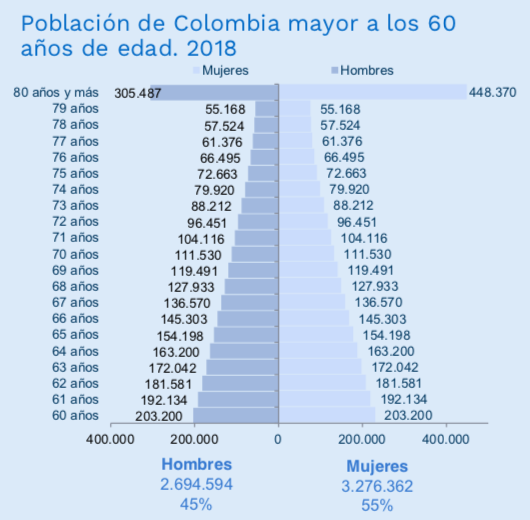 Población de Colombia mayor a los 60
años de edad. 2018
Mujeres Hombres
80 años y más 305.487 448.370
79 años 55.168 55.168
78 años 57.524 57.524
77 años 61.376 61.376
76 años 66.495 66.495
75 años 72.663 72.663
74 años 79.920 79.920
73 años 88.212 88.212
72 años 96.451 96.451
71 años 104.116 104.116
70 años 111.530 111.530
69 años 119.491 119.491
68 años 127.933 127.933
67 años 136.570 136.570
66 años 145.303 145.303
65 años 154.198 154.198
64 años 163.200 163.200
63 años 172.042 172.042
62 años 181.581 181.581
61 años 192.134 192.134
60 años 203.200 203.200
400.000 200.000 0 200.000 400.000
Hombres Mujeres
2.694.594 3.276.362
45% 55%